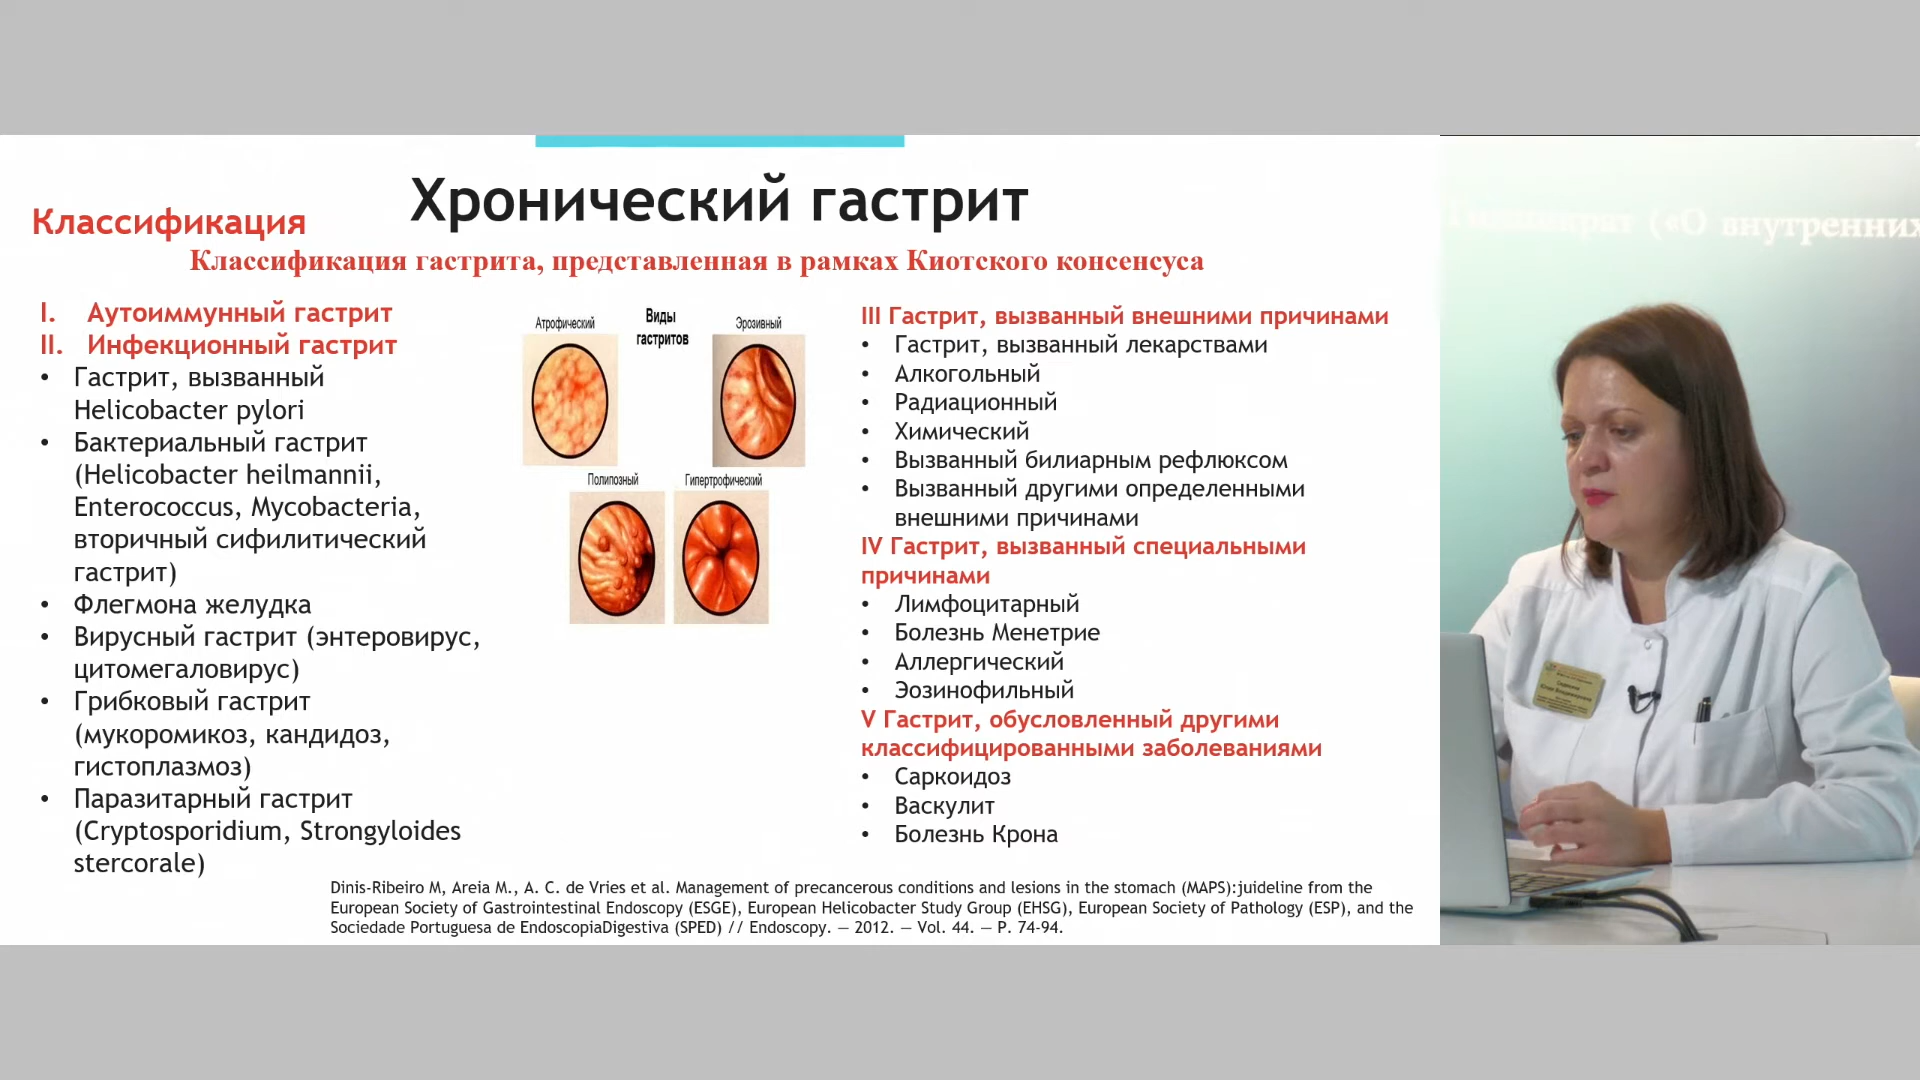 Хронический гастрит
Классификация
Классификация гастрита, представленная в рамках Киотского консенсуса
I. Аутоиммунный гастрит
II. Инфекционный гастрит
• Гастрит, вызванный
Helicobacter pylori
• Бактериальный гастрит
(Helicobacter heilmannii,
Enterococcus, Mycobacteria,
вторичный сифилитический
гастрит)
• Флегмона желудка
• Вирусный гастрит (энтеровирус,
цитомегаловирус)
• Грибковый гастрит
(мукоромикоз, кандидоз,
гистоплазмоз)
• Паразитарный гастрит
(Cryptosporidium, Strongyloides
stercorale)
Виды
гастритов
Атрофический
Эрозивный
Полипозный
Гипертрофический
III Гастрит, вызванный внешними причинами
• Гастрит, вызванный лекарствами
• Алкогольный
• Радиационный
• Химический
• Вызванный билиарным рефлюксом
• Вызванный другими определенными
внешними причинами
IV Гастрит, вызванный специальными
причинами
• Лимфоцитарный
• Болезнь Менетрие
• Аллергический
• Эозинофильный
V Гастрит, обусловленный другими
классифицированными заболеваниями
• Саркоидоз
• Васкулит
• Болезнь Крона
Dinis-Ribeiro M, Areia M., A. C. de Vries et al. Management of precancerous conditions and lesions in the stomach (MAPS):juideline from the
European Society of Gastrointestinal Endoscopy (ESGE), European Helicobacter Study Group (EHSG), European Society of Pathology (ESP), and the
Sociedade Portuguesa de EndoscopiaDigestiva (SPED) // Endoscopy. — 2012. — Vol. 44. — P. 74-94.
(«О внутренних